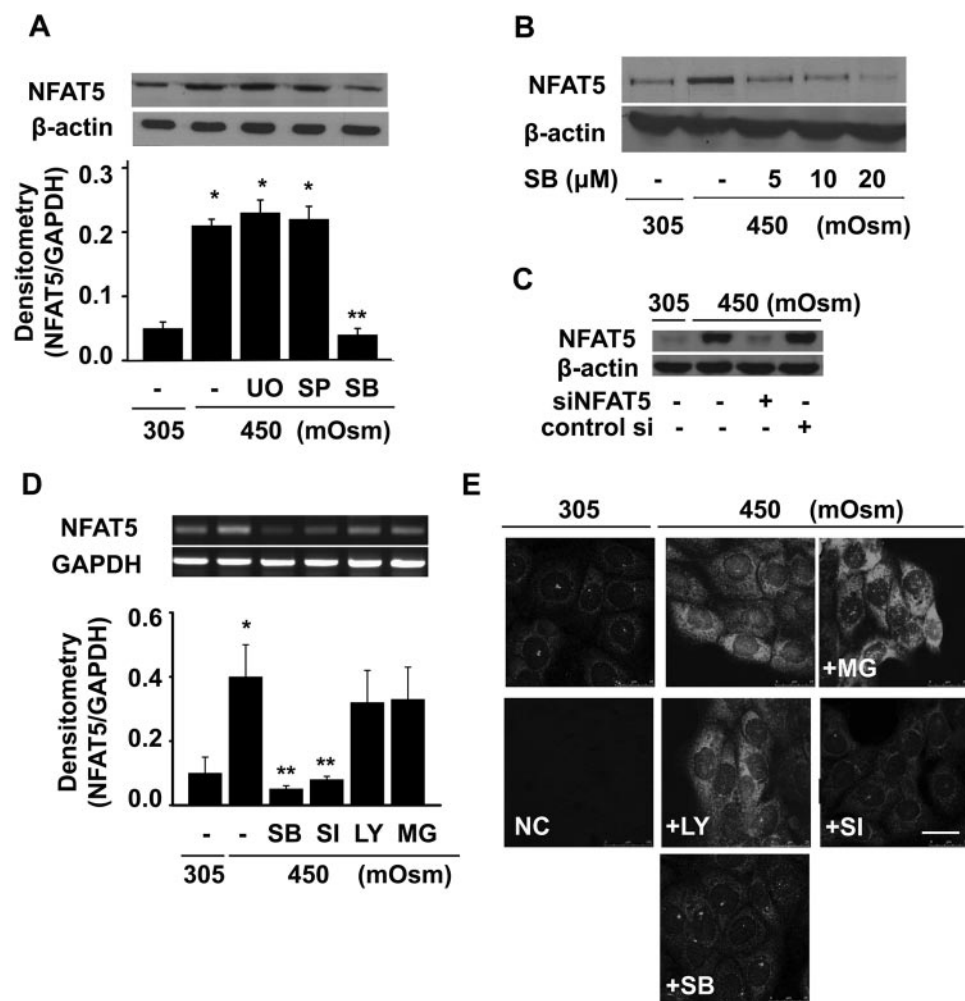 A
NFAT5
β-actin
Densitometry
(NFAT5/GAPDH)
0.3
0.2
0.1
0.0
* * * **
- - UO SP SB
305 450 (mOsm)
B
NFAT5
β-actin
SB (µM) - - 5 10 20
305 450 (mOsm)
C
305 450 (mOsm)
NFAT5
β-actin
siNFAT5 - - + -
control si - - - +
D
NFAT5
GAPDH
Densitometry
(NFAT5/GAPDH)
0.6
0.4
0.2
0.0
* ** **
- - SB SI LY MG
305 450 (mOsm)
E
305 450 (mOsm)
+MG
NC +LY +SI
+SB